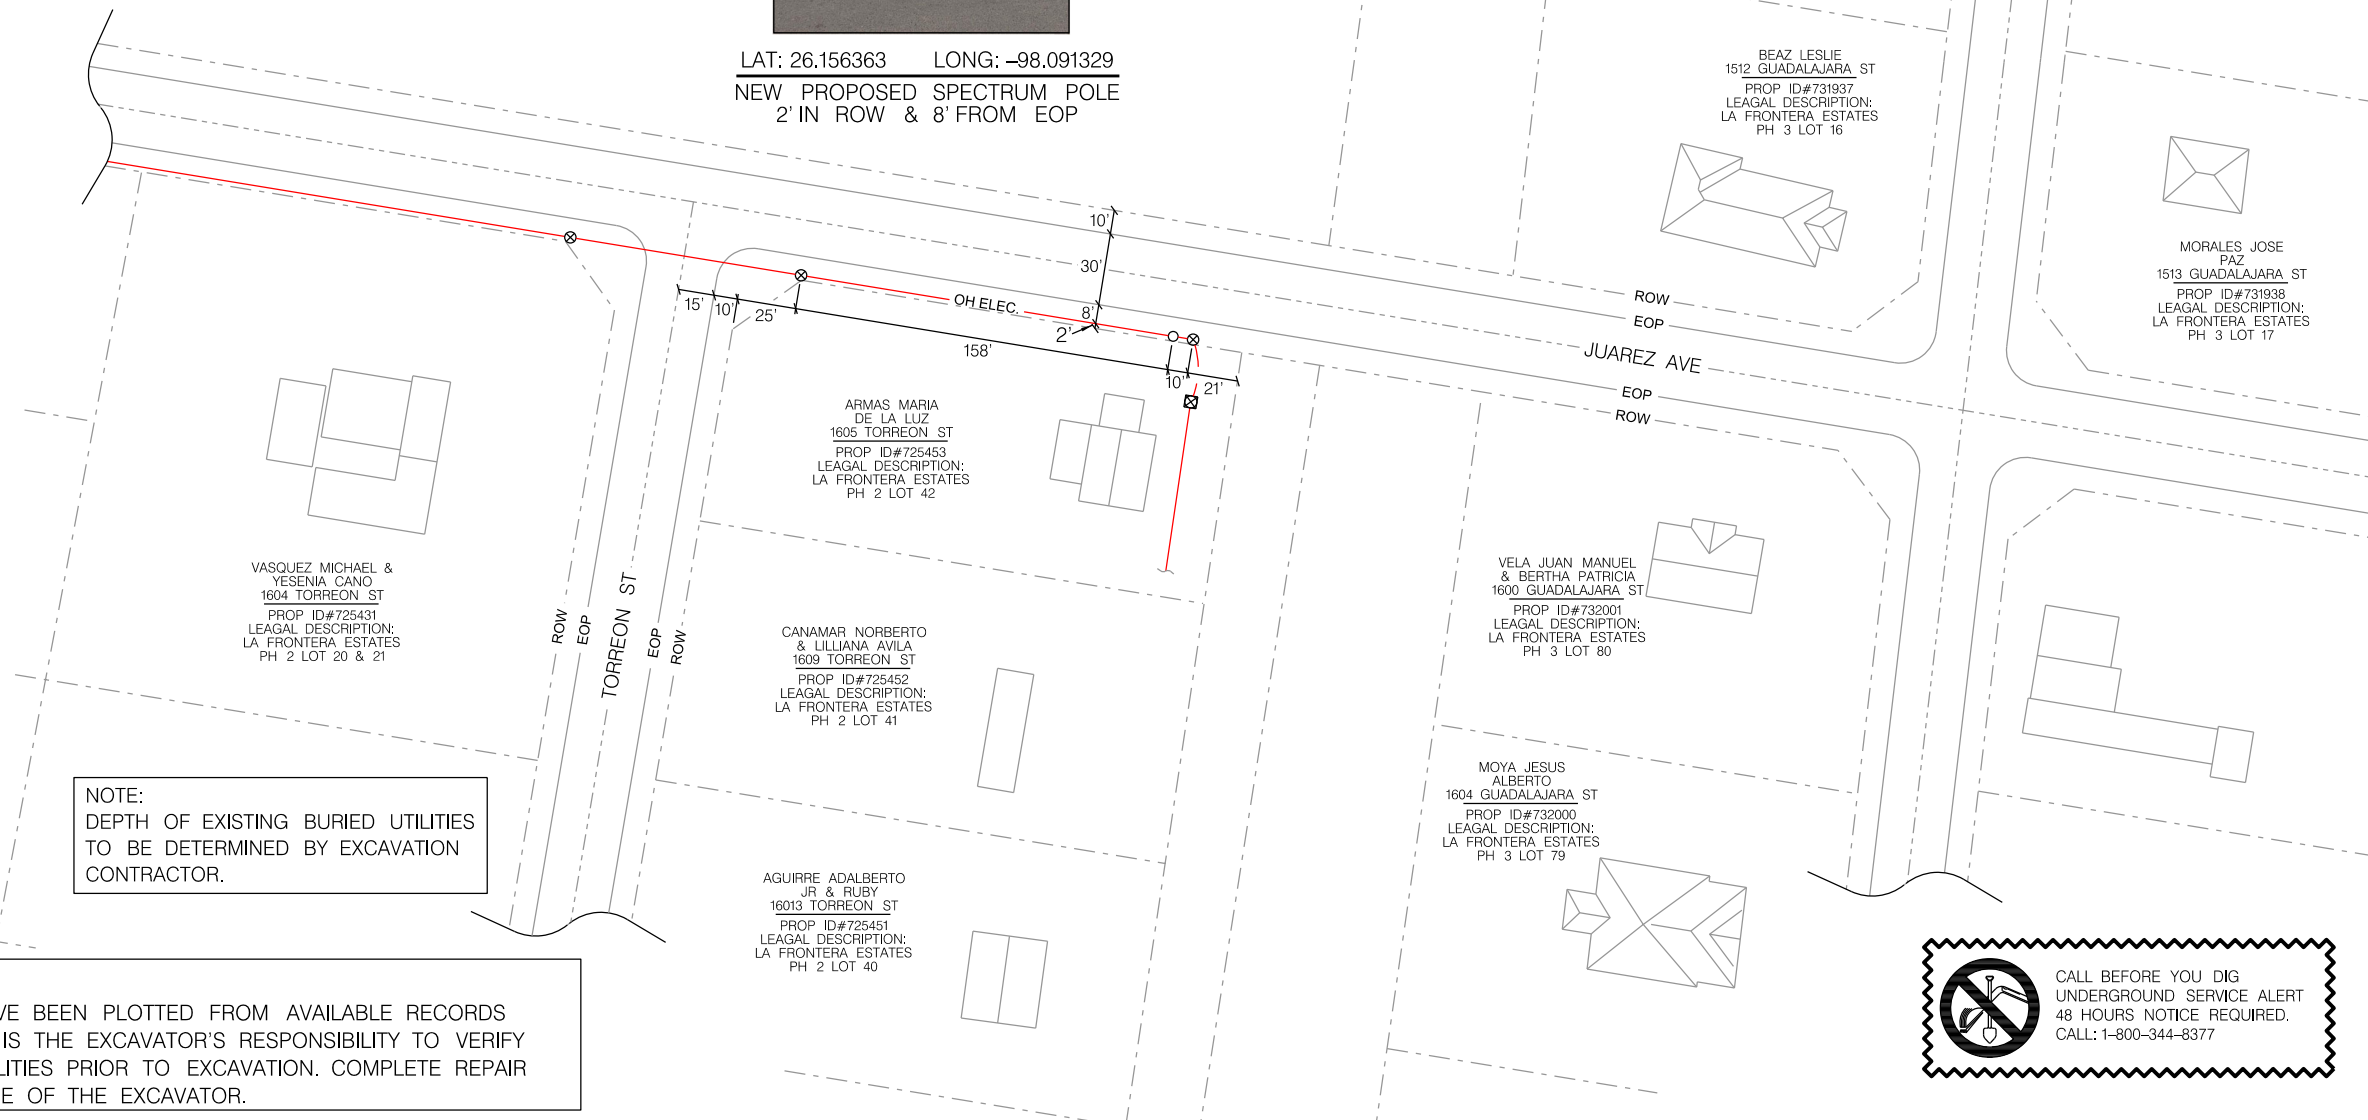 LAT: 26.156363 LONG: –98.091329
NEW PROPOSED SPECTRUM POLE
2' IN ROW & 8' FROM EOP
BEAZ LESLIE
1512 GUADALAJARA ST
PROP ID#731937
LEAGAL DESCRIPTION:
LA FRONTERA ESTATES
PH 3 LOT 16
MORALES JOSE
PAZ
1513 GUADALAJARA ST
PROP ID#731938
LEAGAL DESCRIPTION:
LA FRONTERA ESTATES
PH 3 LOT 17
10'
30'
8'
2'
15'
10'
25'
OH ELEC.
158'
10'
21'
ROW
EOP
JUAREZ AVE
EOP
ROW
ARMAS MARIA
DE LA LUZ
1605 TORREON ST
PROP ID#725453
LEAGAL DESCRIPTION:
LA FRONTERA ESTATES
PH 2 LOT 42
VASQUEZ MICHAEL &
YESENIA CANO
1604 TORREON ST
PROP ID#725431
LEAGAL DESCRIPTION:
LA FRONTERA ESTATES
PH 2 LOT 20 & 21
ROW
EOP
TORREON ST
EOP
ROW
CANAMAR NORBERTO
& LILLIANA AVILA
1609 TORREON ST
PROP ID#725452
LEAGAL DESCRIPTION:
LA FRONTERA ESTATES
PH 2 LOT 41
VELA JUAN MANUEL
& BERTHA PATRICIA
1600 GUADALAJARA ST
PROP ID#732001
LEAGAL DESCRIPTION:
LA FRONTERA ESTATES
PH 3 LOT 80
MOYA JESUS
ALBERTO
1604 GUADALAJARA ST
PROP ID#732000
LEAGAL DESCRIPTION:
LA FRONTERA ESTATES
PH 3 LOT 79
AGUIRRE ADALBERTO
JR & RUBY
16013 TORREON ST
PROP ID#725451
LEAGAL DESCRIPTION:
LA FRONTERA ESTATES
PH 2 LOT 40
NOTE:
DEPTH OF EXISTING BURIED UTILITIES
TO BE DETERMINED BY EXCAVATION
CONTRACTOR.
VE BEEN PLOTTED FROM AVAILABLE RECORDS
IS THE EXCAVATOR'S RESPONSIBILITY TO VERIFY
LITIES PRIOR TO EXCAVATION. COMPLETE REPAIR
E OF THE EXCAVATOR.
CALL BEFORE YOU DIG
UNDERGROUND SERVICE ALERT
48 HOURS NOTICE REQUIRED.
CALL: 1–800–344–8377